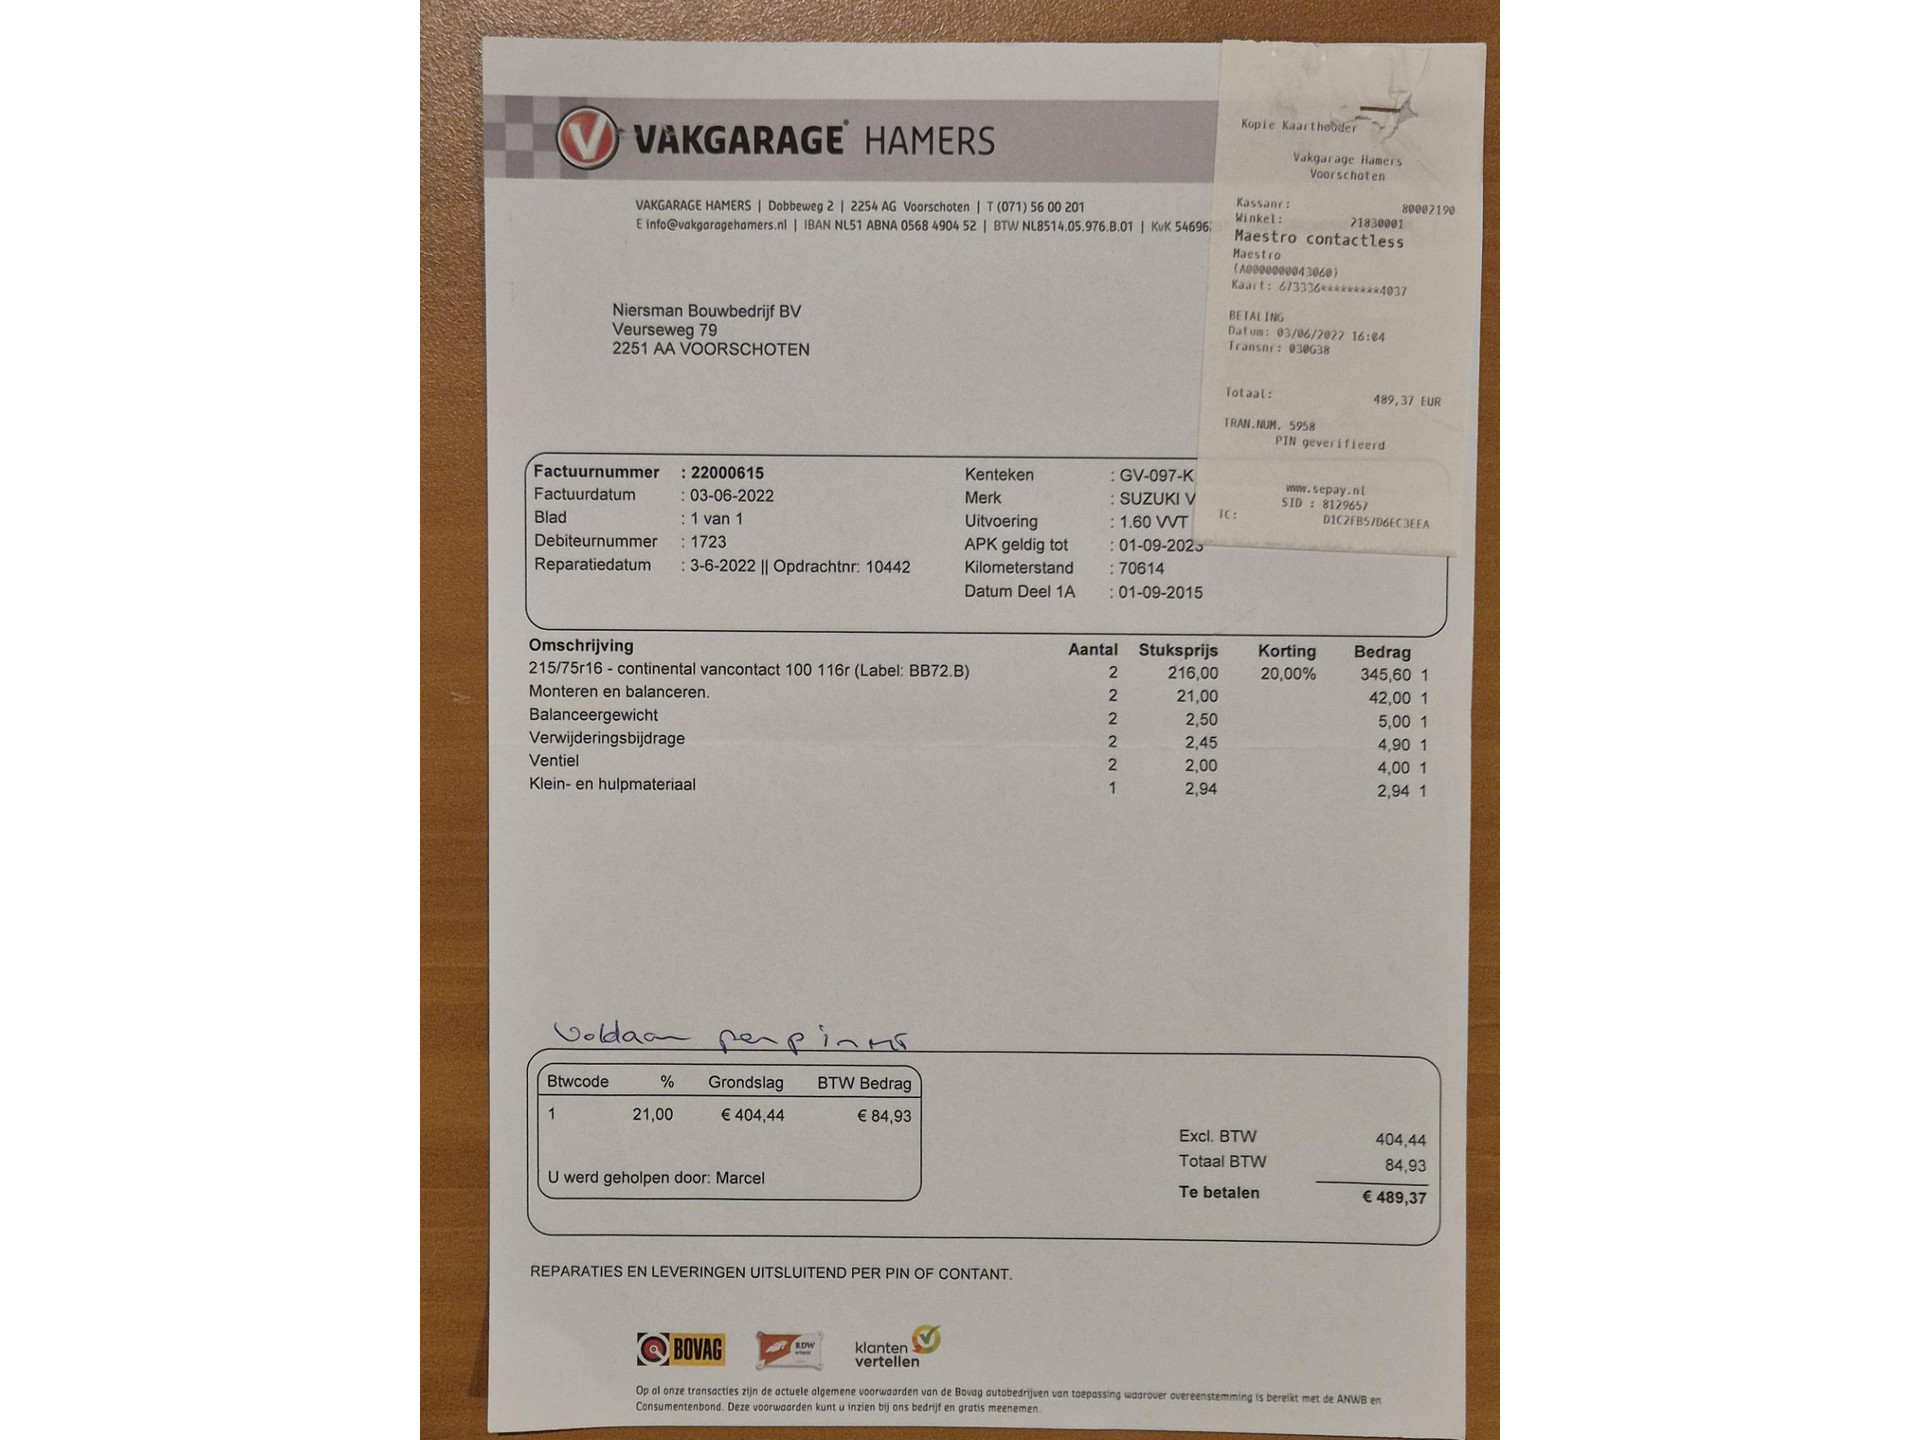 VAKGARAGE® HAMERS
VAKGARAGE HAMERS | Dobbeweg 2 | 2254 AG Voorschoten | T (071) 56 00 201
E info@vakgaragehamers.nl | IBAN NL51 ABNA 0568 4904 52 | BTW NL8514.05.976.B.01 | KvK 54696
Kopie Kaarthouder
Vakgarage Hamers
Voorschoten
Kassanr: 80002190
Winkel: 21830001
Maestro contactless
Maestro
(A0000000043060)
Kaart: 673336*********4037
BETALING
Datum: 03/06/2022 16:04
Transnr: 030G38
Totaal: 489,37 EUR
TRAN.NUM. 5958
PIN geverifieerd
www.sepay.nl
SID : 8129657
TC: D1C2FB57D6EC3EEA
Niersman Bouwbedrijf BV
Veurseweg 79
2251 AA VOORSCHOTEN
Factuurnummer : 22000615 Kenteken : GV-097-K
Factuurdatum : 03-06-2022 Merk : SUZUKI V
Blad : 1 van 1 Uitvoering : 1.60 VVT
Debiteurnummer : 1723 APK geldig tot : 01-09-2023
Reparatiedatum : 3-6-2022 || Opdrachtnr: 10442 Kilometerstand : 70614
Datum Deel 1A : 01-09-2015
Omschrijving Aantal Stuksprijs Korting Bedrag
215/75r16 - continental vancontact 100 116r (Label: BB72.B) 2 216,00 20,00% 345,60 1
Monteren en balanceren. 2 21,00 42,00 1
Balanceergewicht 2 2,50 5,00 1
Verwijderingsbijdrage 2 2,45 4,90 1
Ventiel 2 2,00 4,00 1
Klein- en hulpmateriaal 1 2,94 2,94 1
Voldaan per pin
Btwcode % Grondslag BTW Bedrag
1 21,00 € 404,44 € 84,93
U werd geholpen door: Marcel
Excl. BTW 404,44
Totaal BTW 84,93
Te betalen € 489,37
REPARATIES EN LEVERINGEN UITSLUITEND PER PIN OF CONTANT.
BOVAG
RDW
klanten
vertellen
Op al onze transacties zijn de actuele algemene voorwaarden van de Bovag autobedrijven van toepassing waarover overeenstemming is bereikt met de ANWB en
Consumentenbond. Deze voorwaarden kunt u inzien bij ons bedrijf en gratis meenemen.